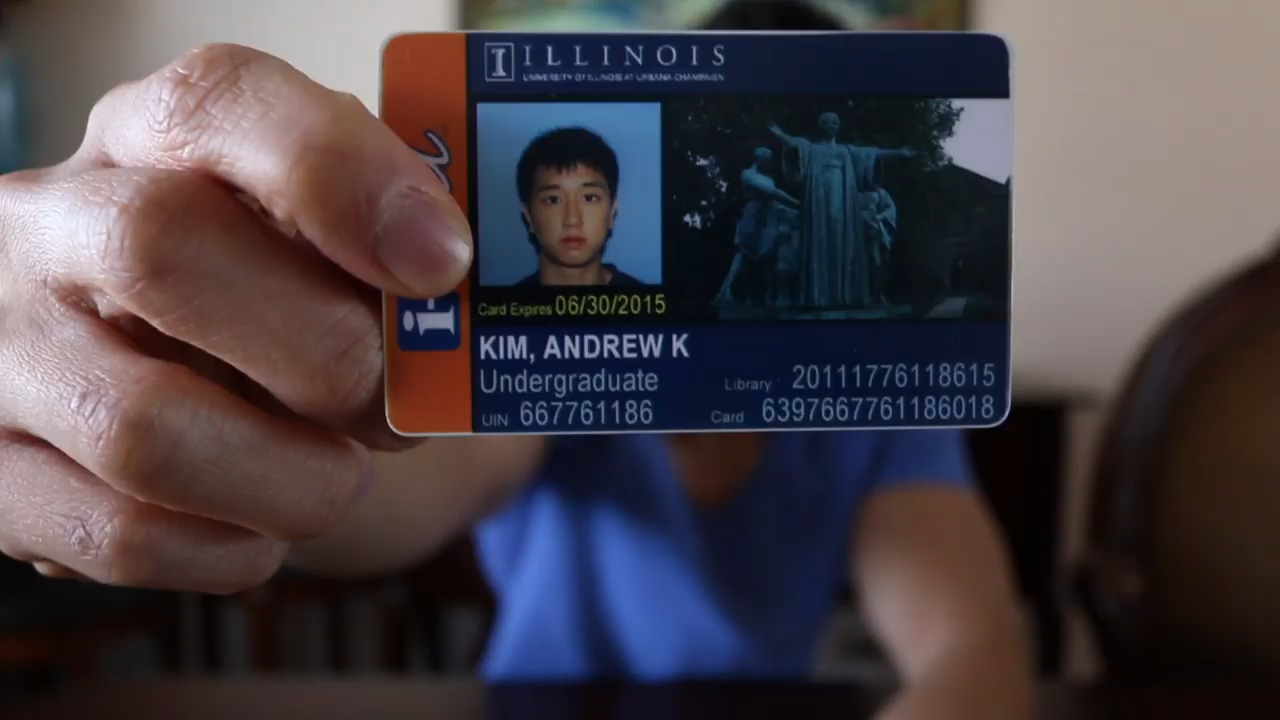 I ILLINOIS
UNIVERSITY OF ILLINOIS AT URBANA-CHAMPAIGN
Card Expires 06/30/2015
KIM, ANDREW K
Undergraduate
Library 20111776118615
UIN 667761186
Card 6397667761186018